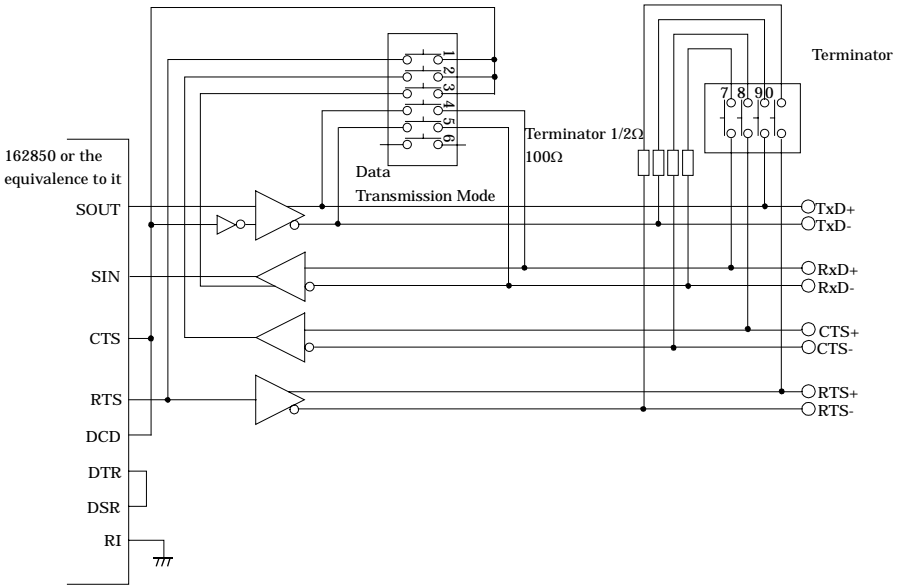 1
2
3
4
5
6
Terminator
7 8 9 0
162850 or the
equivalence to it
Terminator 1/2Ω
100Ω
Data
Transmission Mode
SOUT
TxD+
TxD-
SIN
RxD+
RxD-
CTS
CTS+
CTS-
RTS
RTS+
RTS-
DCD
DTR
DSR
RI